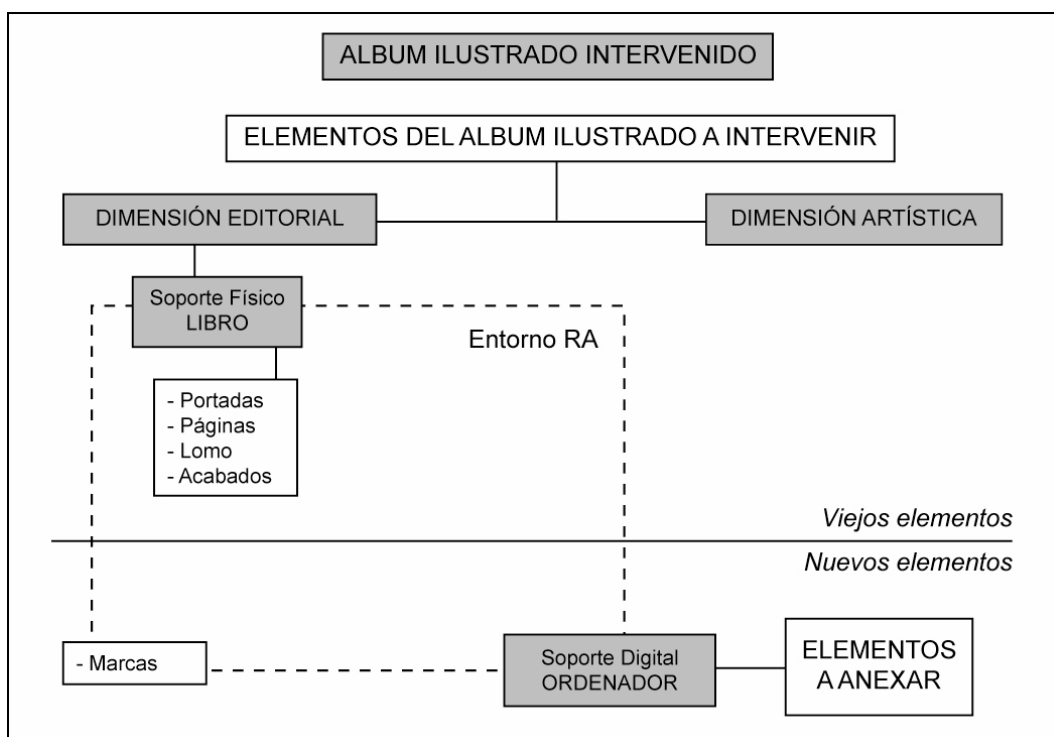 ALBUM ILUSTRADO INTERVENIDO
ELEMENTOS DEL ALBUM ILUSTRADO A INTERVENIR
DIMENSIÓN EDITORIAL
DIMENSIÓN ARTÍSTICA
Soporte Físico
LIBRO
Entorno RA
- Portadas
- Páginas
- Lomo
- Acabados
Viejos elementos
Nuevos elementos
- Marcas
Soporte Digital
ORDENADOR
ELEMENTOS
A ANEXAR